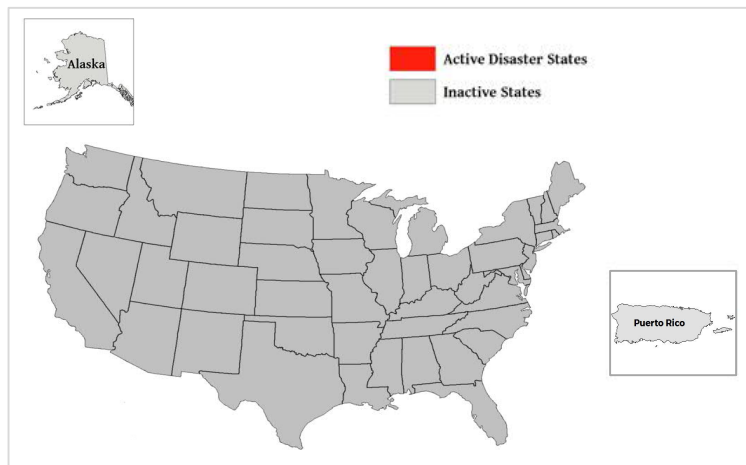 Alaska
Active Disaster States
Inactive States
Puerto Rico